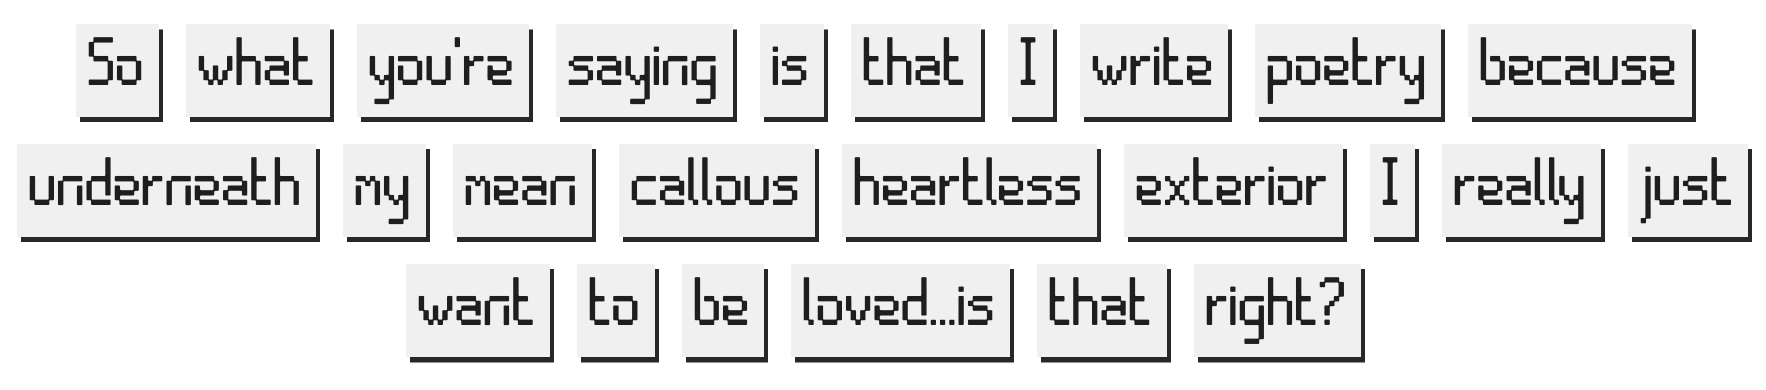 So what you're saying is that I write poetry because
underneath my mean callous heartless exterior I really just
want to be loved...is that right?